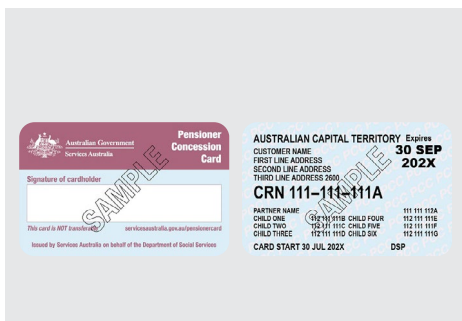 Australian Government
Services Australia
Pensioner
Concession
Card
Signature of cardholder
SAMPLE
This card is NOT transferable servicesaustralia.gov.au/pensionercard
Issued by Services Australia on behalf of the Department of Social Services
AUSTRALIAN CAPITAL TERRITORY Expires
CUSTOMER NAME 30 SEP
FIRST LINE ADDRESS 202X
SECOND LINE ADDRESS
THIRD LINE ADDRESS 2600
CRN 111-111-111A
SAMPLE
PARTNER NAME 111 111 112A
CHILD ONE 112 111 111B CHILD FOUR 112 111 111E
CHILD TWO 112 111 111C CHILD FIVE 112 111 111F
CHILD THREE 112 111 111D CHILD SIX 112 111 111G
CARD START 30 JUL 202X DSP